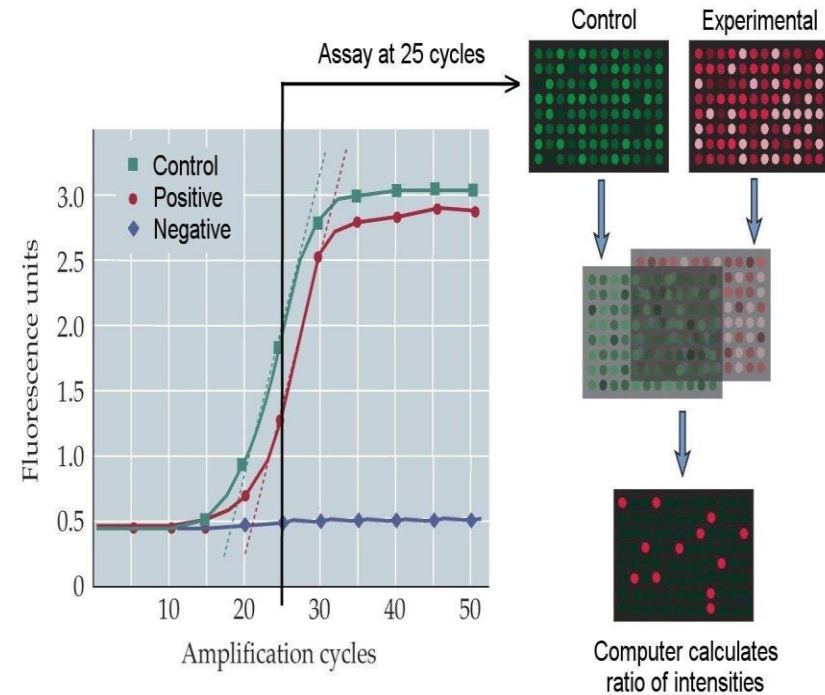 Control
Experimental
Assay at 25 cycles
Control
Positive
Negative
3.0
2.5
2.0
1.5
1.0
0.5
0
Fluorescence units
10 20 30 40 50
Amplification cycles
Computer calculates
ratio of intensities